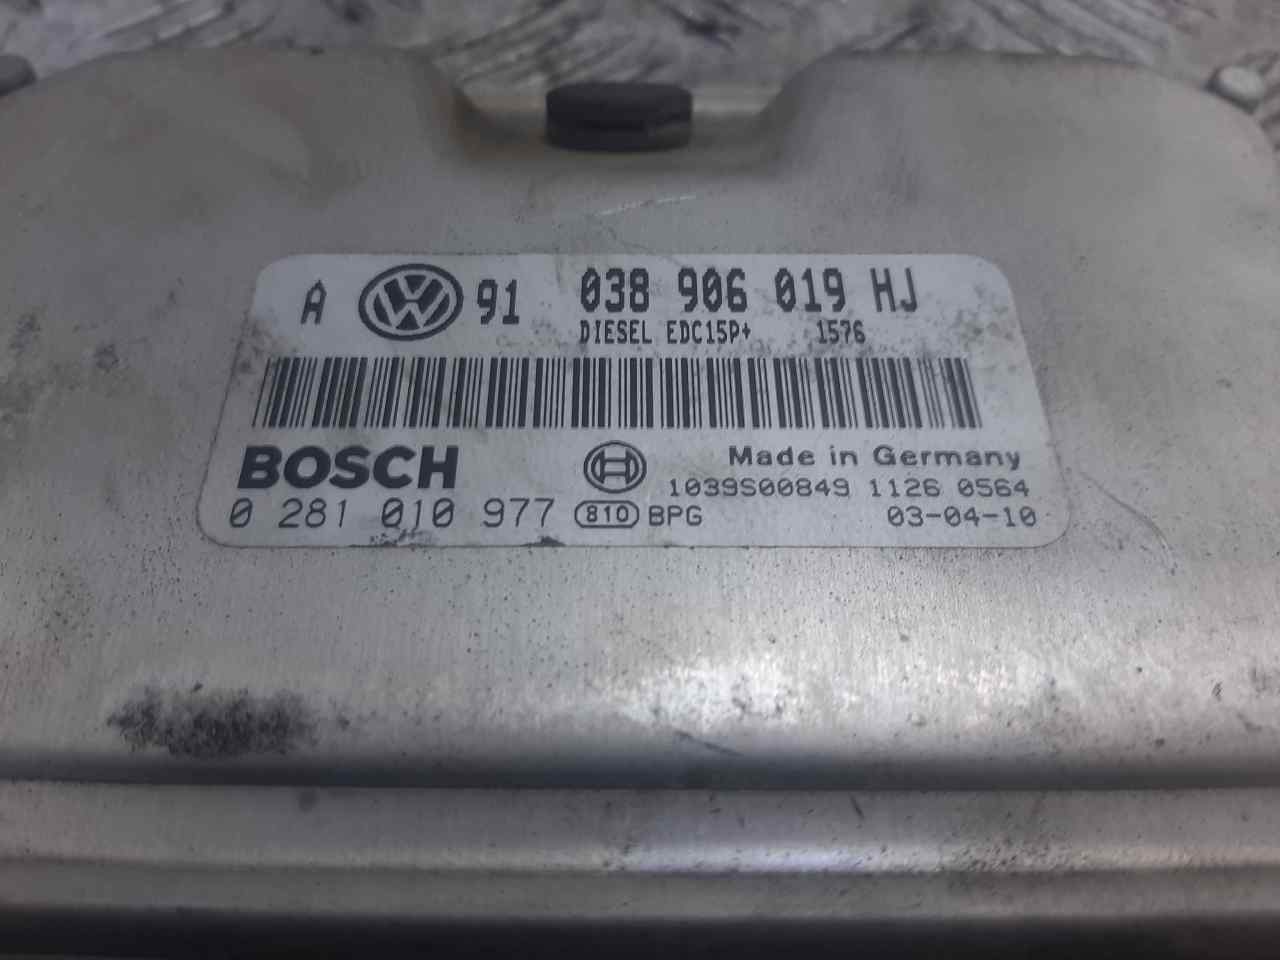 A VW 91 038 906 019 HJ
DIESEL EDC15P+ 1576
BOSCH Made in Germany
1039S00849 1126 0564
0 281 010 977 810 BPG 03-04-10